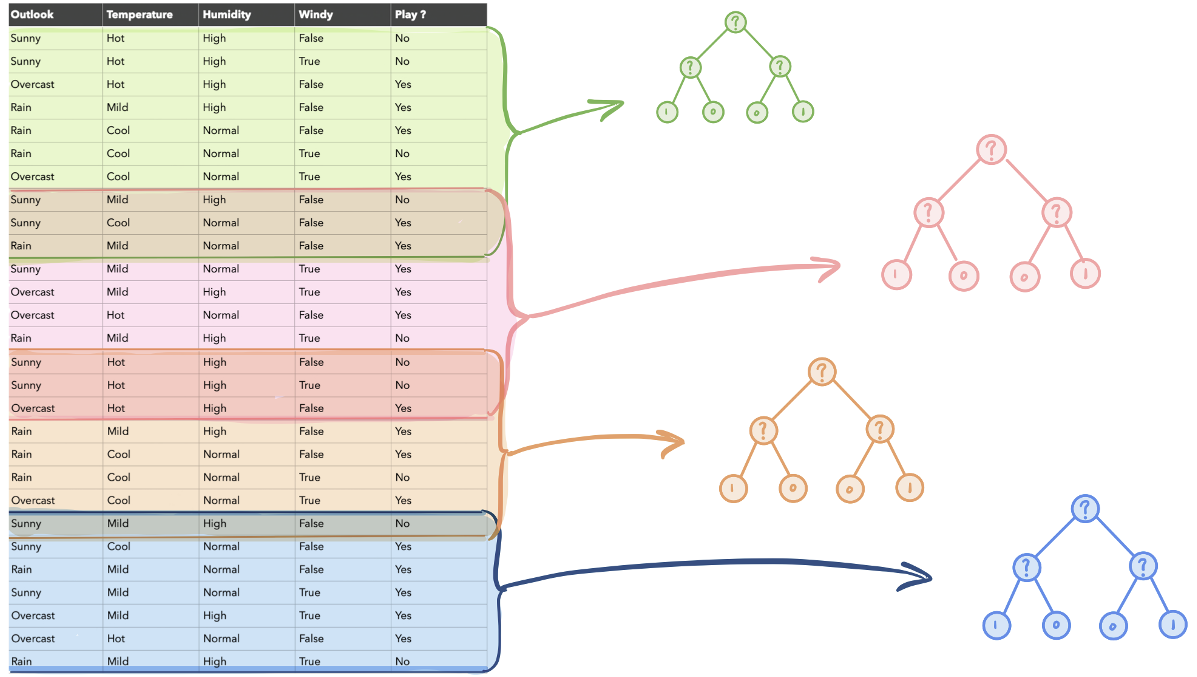 Outlook Temperature Humidity Windy Play ?
Sunny Hot High False No
Sunny Hot High True No
Overcast Hot High False Yes
Rain Mild High False Yes
Rain Cool Normal False Yes
Rain Cool Normal True No
Overcast Cool Normal True Yes
Sunny Mild High False No
Sunny Cool Normal False Yes
Rain Mild Normal False Yes
Sunny Mild Normal True Yes
Overcast Mild High True Yes
Overcast Hot Normal False Yes
Rain Mild High True No
Sunny Hot High False No
Sunny Hot High True No
Overcast Hot High False Yes
Rain Mild High False Yes
Rain Cool Normal False Yes
Rain Cool Normal True No
Overcast Cool Normal True Yes
Sunny Mild High False No
Sunny Cool Normal False Yes
Rain Mild Normal False Yes
Sunny Mild Normal True Yes
Overcast Mild High True Yes
Overcast Hot Normal False Yes
Rain Mild High True No
?
? ?
1 0 0 1
?
? ?
1 0 0 1
?
? ?
1 0 0 1
?
? ?
1 0 0 1